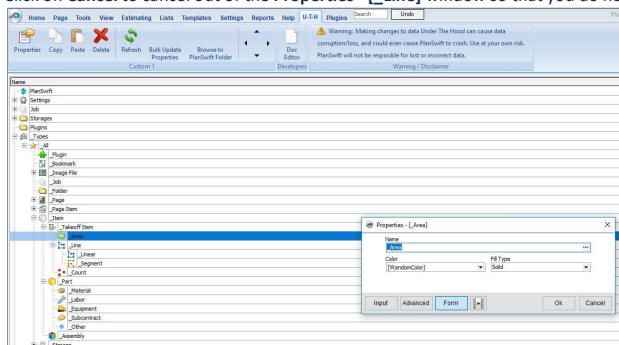 Click on Cancel to cancel out of the Properties - [_Line] window so that you do
Home Page Tools View Estimating Lists Templates Settings Reports Help U-T-H Plugins Search Undo
Properties Copy Paste Delete Refresh Bulk Update Properties Browse to PlanSwift Folder Doc Editor
Custom 1 Developers Warning / Disclaimer
Warning: Making changes to data Under The Hood can cause data
corruption/loss, and could even cause PlanSwift to crash. Use at your own risk.
PlanSwift will not be resposible for lost or incorrect data.
Name
PlanSwift
Settings
Job
Storages
Plugins
_Types
_All
_Plugin
_Bookmark
_Image File
_Job
_Folder
_Page
_Page Item
_Item
_Takeoff Item
_Area
_Line
_Linear
_Segment
_Count
_Part
_Material
_Labor
_Equipment
_Subcontract
_Other
_Assembly
_Storage
Properties - [_Area]
Name
_Area
Color Fill Type
[!RandomColor] Solid
Input Advanced Form Ok Cancel